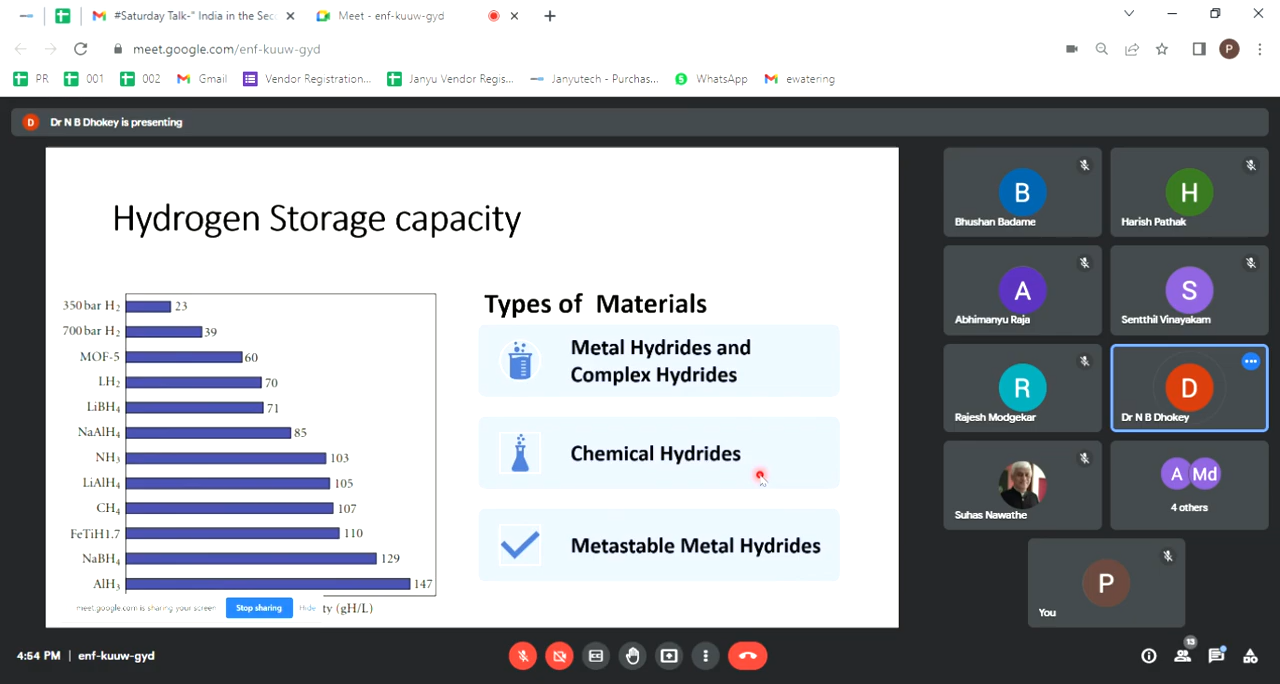 #Saturday Talk-" India in the Sec
Meet - enf-kuuw-gyd
meet.google.com/enf-kuuw-gyd
P
PR
001
002
Gmail
Vendor Registration...
Janyu Vendor Regis...
Janyutech - Purchas...
WhatsApp
ewatering
D
Dr N B Dhokey is presenting
Hydrogen Storage capacity
350 bar H₂ 23
700 bar H₂ 39
MOF-5 60
LH₂ 70
LiBH₄ 71
NaAlH₄ 85
NH₃ 103
LiAlH₄ 105
CH₄ 107
FeTiH1.7 110
NaBH₄ 129
AlH₃ 147
ty (gH/L)
meet.google.com is sharing your screen
Stop sharing
Hide
Types of Materials
Metal Hydrides and
Complex Hydrides
Chemical Hydrides
Metastable Metal Hydrides
B
Bhushan Badame
H
Harish Pathak
A
Abhimanyu Raja
S
Sentthil Vinayakam
R
Rajesh Modgekar
D
Dr N B Dhokey
Suhas Nawathe
A Md
4 others
P
You
4:54 PM | enf-kuuw-gyd
13